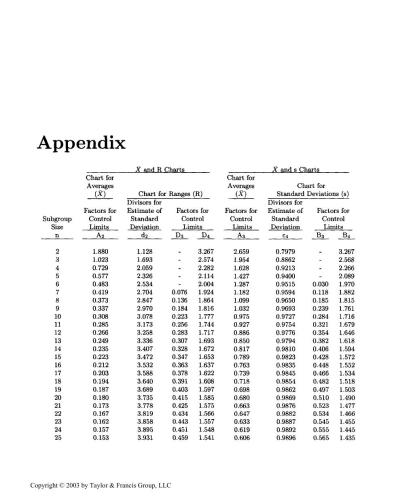 Appendix
X̄ and R Charts X̄ and s Charts
Chart for Chart for
Averages Averages Chart for
(X̄) Chart for Ranges (R) (X̄) Standard Deviations (s)
Divisors for Divisors for
Factors for Estimate of Factors for Factors for Estimate of Factors for
Subgroup Control Standard Control Control Standard Control
Size Limits Deviation Limits Limits Deviation Limits
n A₂ d₂ D₃ D₄ A₃ c₄ B₃ B₄
2 1.880 1.128 - 3.267 2.659 0.7979 - 3.267
3 1.023 1.693 - 2.574 1.954 0.8862 - 2.568
4 0.729 2.059 - 2.282 1.628 0.9213 - 2.266
5 0.577 2.326 - 2.114 1.427 0.9400 - 2.089
6 0.483 2.534 - 2.004 1.287 0.9515 0.030 1.970
7 0.419 2.704 0.076 1.924 1.182 0.9594 0.118 1.882
8 0.373 2.847 0.136 1.864 1.099 0.9650 0.185 1.815
9 0.337 2.970 0.184 1.816 1.032 0.9693 0.239 1.761
10 0.308 3.078 0.223 1.777 0.975 0.9727 0.284 1.716
11 0.285 3.173 0.256 1.744 0.927 0.9754 0.321 1.679
12 0.266 3.258 0.283 1.717 0.886 0.9776 0.354 1.646
13 0.249 3.336 0.307 1.693 0.850 0.9794 0.382 1.618
14 0.235 3.407 0.328 1.672 0.817 0.9810 0.406 1.594
15 0.223 3.472 0.347 1.653 0.789 0.9823 0.428 1.572
16 0.212 3.532 0.363 1.637 0.763 0.9835 0.448 1.552
17 0.203 3.588 0.378 1.622 0.739 0.9845 0.466 1.534
18 0.194 3.640 0.391 1.608 0.718 0.9854 0.482 1.518
19 0.187 3.689 0.403 1.597 0.698 0.9862 0.497 1.503
20 0.180 3.735 0.415 1.585 0.680 0.9869 0.510 1.490
21 0.173 3.778 0.425 1.575 0.663 0.9876 0.523 1.477
22 0.167 3.819 0.434 1.566 0.647 0.9882 0.534 1.466
23 0.162 3.858 0.443 1.557 0.633 0.9887 0.545 1.455
24 0.157 3.895 0.451 1.548 0.619 0.9892 0.555 1.445
25 0.153 3.931 0.459 1.541 0.606 0.9896 0.565 1.435
Copyright © 2003 by Taylor & Francis Group, LLC